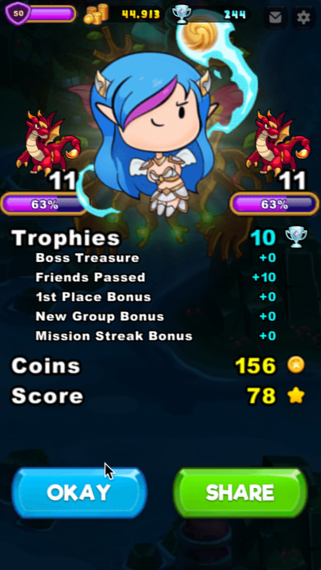 50 44,913 244
11 11
63% 63%
Trophies 10
Boss Treasure +0
Friends Passed +10
1st Place Bonus +0
New Group Bonus +0
Mission Streak Bonus +0
Coins 156
Score 78
OKAY SHARE